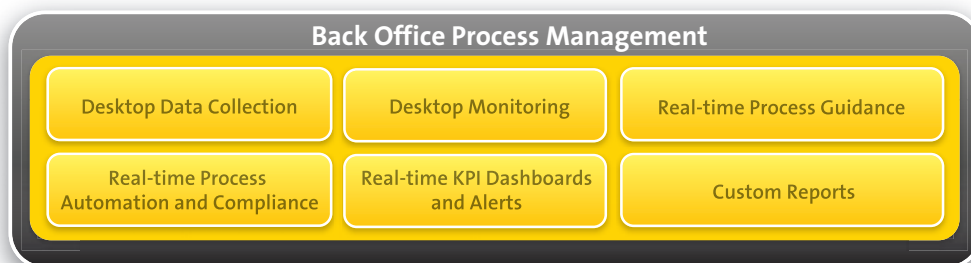 Back Office Process Management
Desktop Data Collection
Desktop Monitoring
Real-time Process Guidance
Real-time Process
Automation and Compliance
Real-time KPI Dashboards
and Alerts
Custom Reports